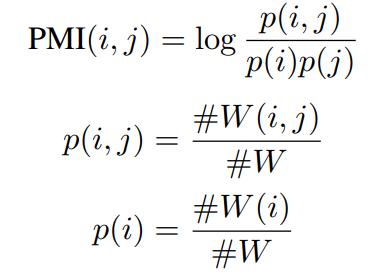 PMI(i, j) = log p(i, j) / p(i)p(j)
p(i, j) = #W(i, j) / #W
p(i) = #W(i) / #W